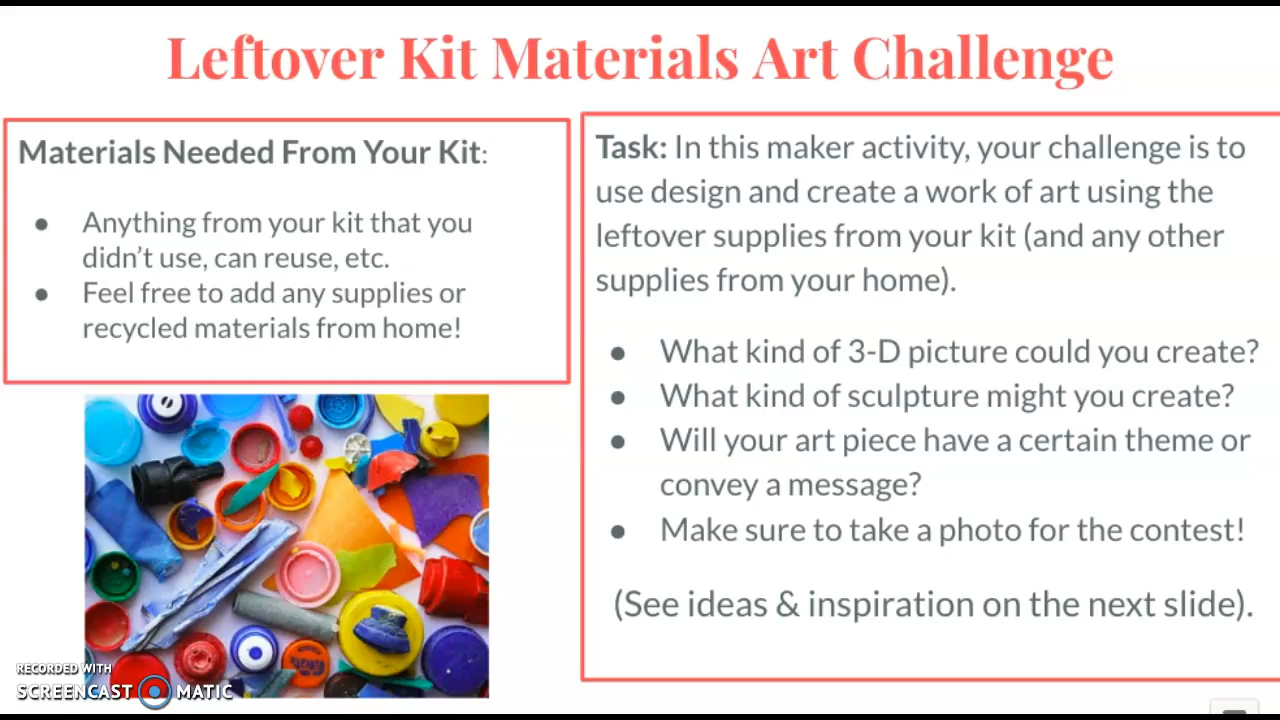 Leftover Kit Materials Art Challenge
Materials Needed From Your Kit:
● Anything from your kit that you
didn't use, can reuse, etc.
● Feel free to add any supplies or
recycled materials from home!
Task: In this maker activity, your challenge is to
use design and create a work of art using the
leftover supplies from your kit (and any other
supplies from your home).
● What kind of 3-D picture could you create?
● What kind of sculpture might you create?
● Will your art piece have a certain theme or
convey a message?
● Make sure to take a photo for the contest!
(See ideas & inspiration on the next slide).
RECORDED WITH
SCREENCAST MATIC